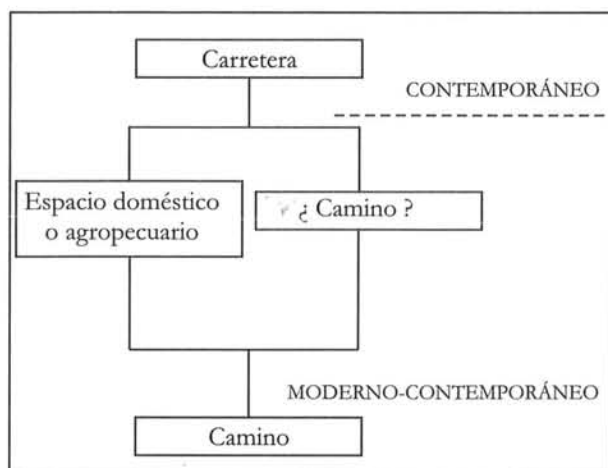 Carretera
CONTEMPORÁNEO
Espacio doméstico
o agropecuario
¿ Camino ?
MODERNO-CONTEMPORÁNEO
Camino